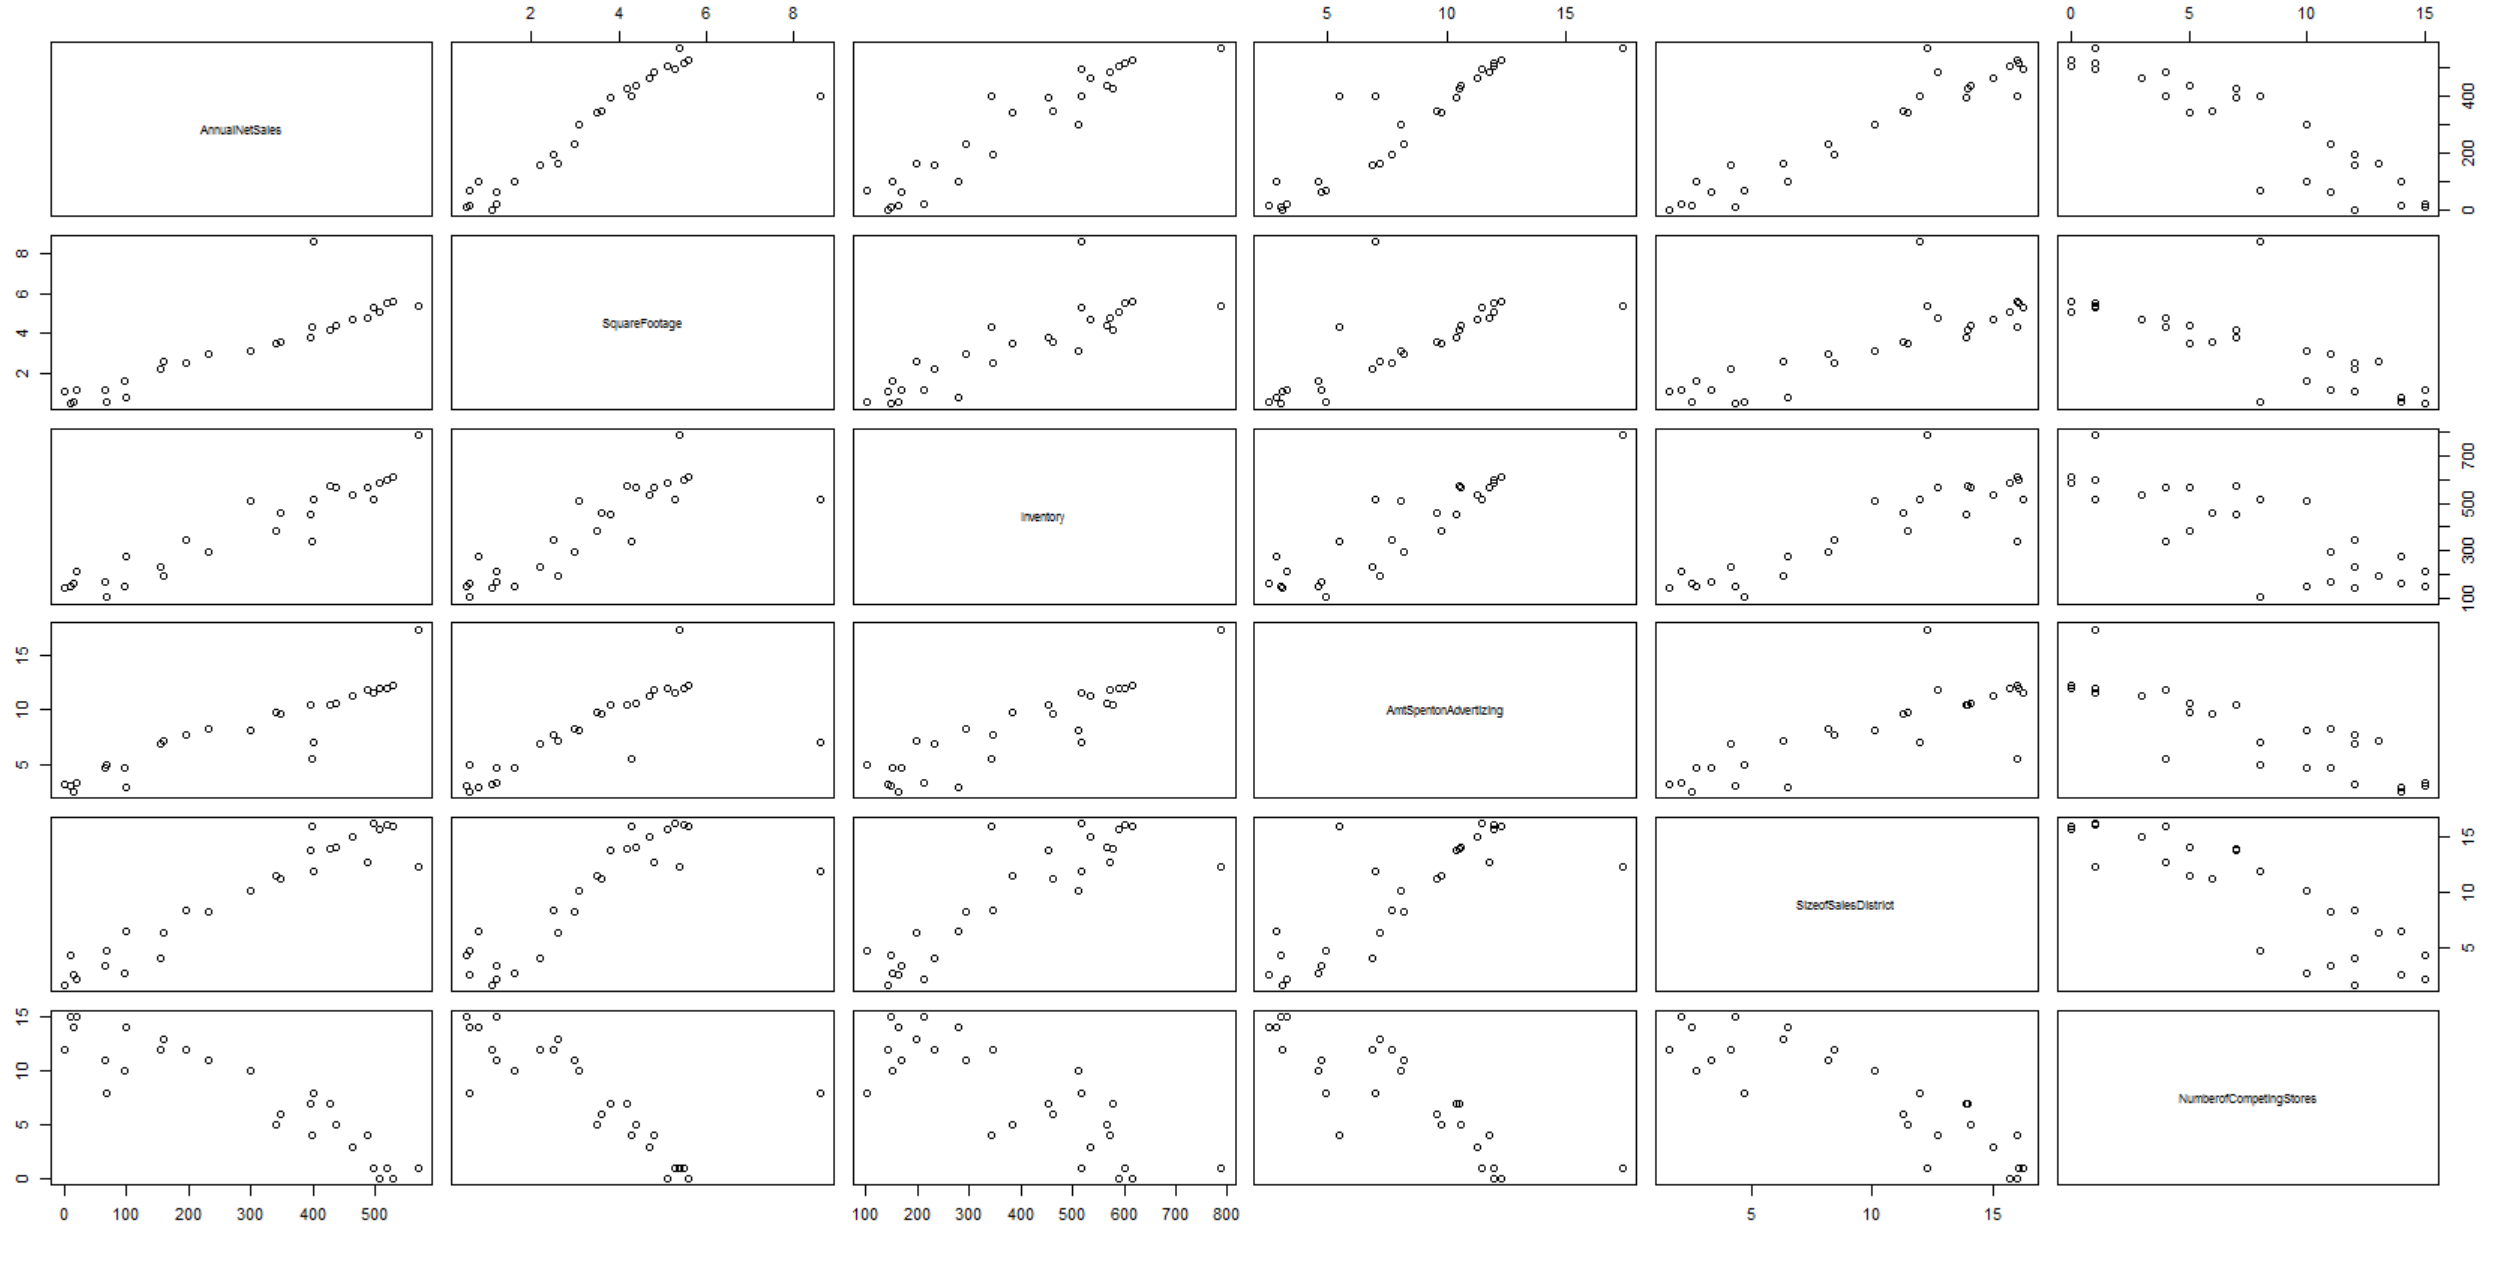 2 4 6 8 5 10 15 0 5 10 15
AnnualNetSales
0 200 400
2 4 6 8
SquareFootage
Inventory
100 300 500 700
5 10 15
AmtSpentonAdvertizing
SizeofSalesDistrict
5 10 15
0 5 10 15
NumberofCompetingStores
0 100 200 300 400 500 100 200 300 400 500 600 700 800 5 10 15